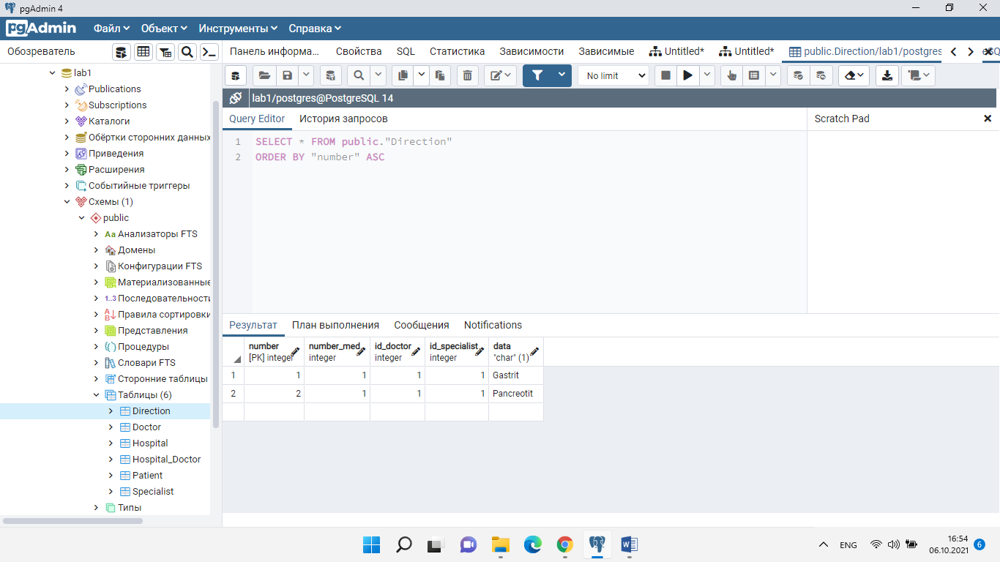 pgAdmin 4
pgAdmin Файл Объект Инструменты Справка
Обозреватель
Панель информа... Свойства SQL Статистика Зависимости Зависимые Untitled* Untitled* public.Direction/lab1/postgres
lab1
Publications
Subscriptions
Каталоги
Обёртки сторонних данных
Приведения
Расширения
Событийные триггеры
Схемы (1)
public
Анализаторы FTS
Домены
Конфигурации FTS
Материализованные
Последовательности
Правила сортировки
Представления
Процедуры
Словари FTS
Сторонние таблицы
Таблицы (6)
Direction
Doctor
Hospital
Hospital_Doctor
Patient
Specialist
Типы
No limit
lab1/postgres@PostgreSQL 14
Query Editor История запросов
Scratch Pad
1 SELECT * FROM public."Direction"
2 ORDER BY "number" ASC
Результат План выполнения Сообщения Notifications
number number_med id_doctor id_specialist data
[PK] integer integer integer integer "char" (1)
1 1 1 1 1 Gastrit
2 2 1 1 1 Pancreotit
ENG
16:54
06.10.2021
6